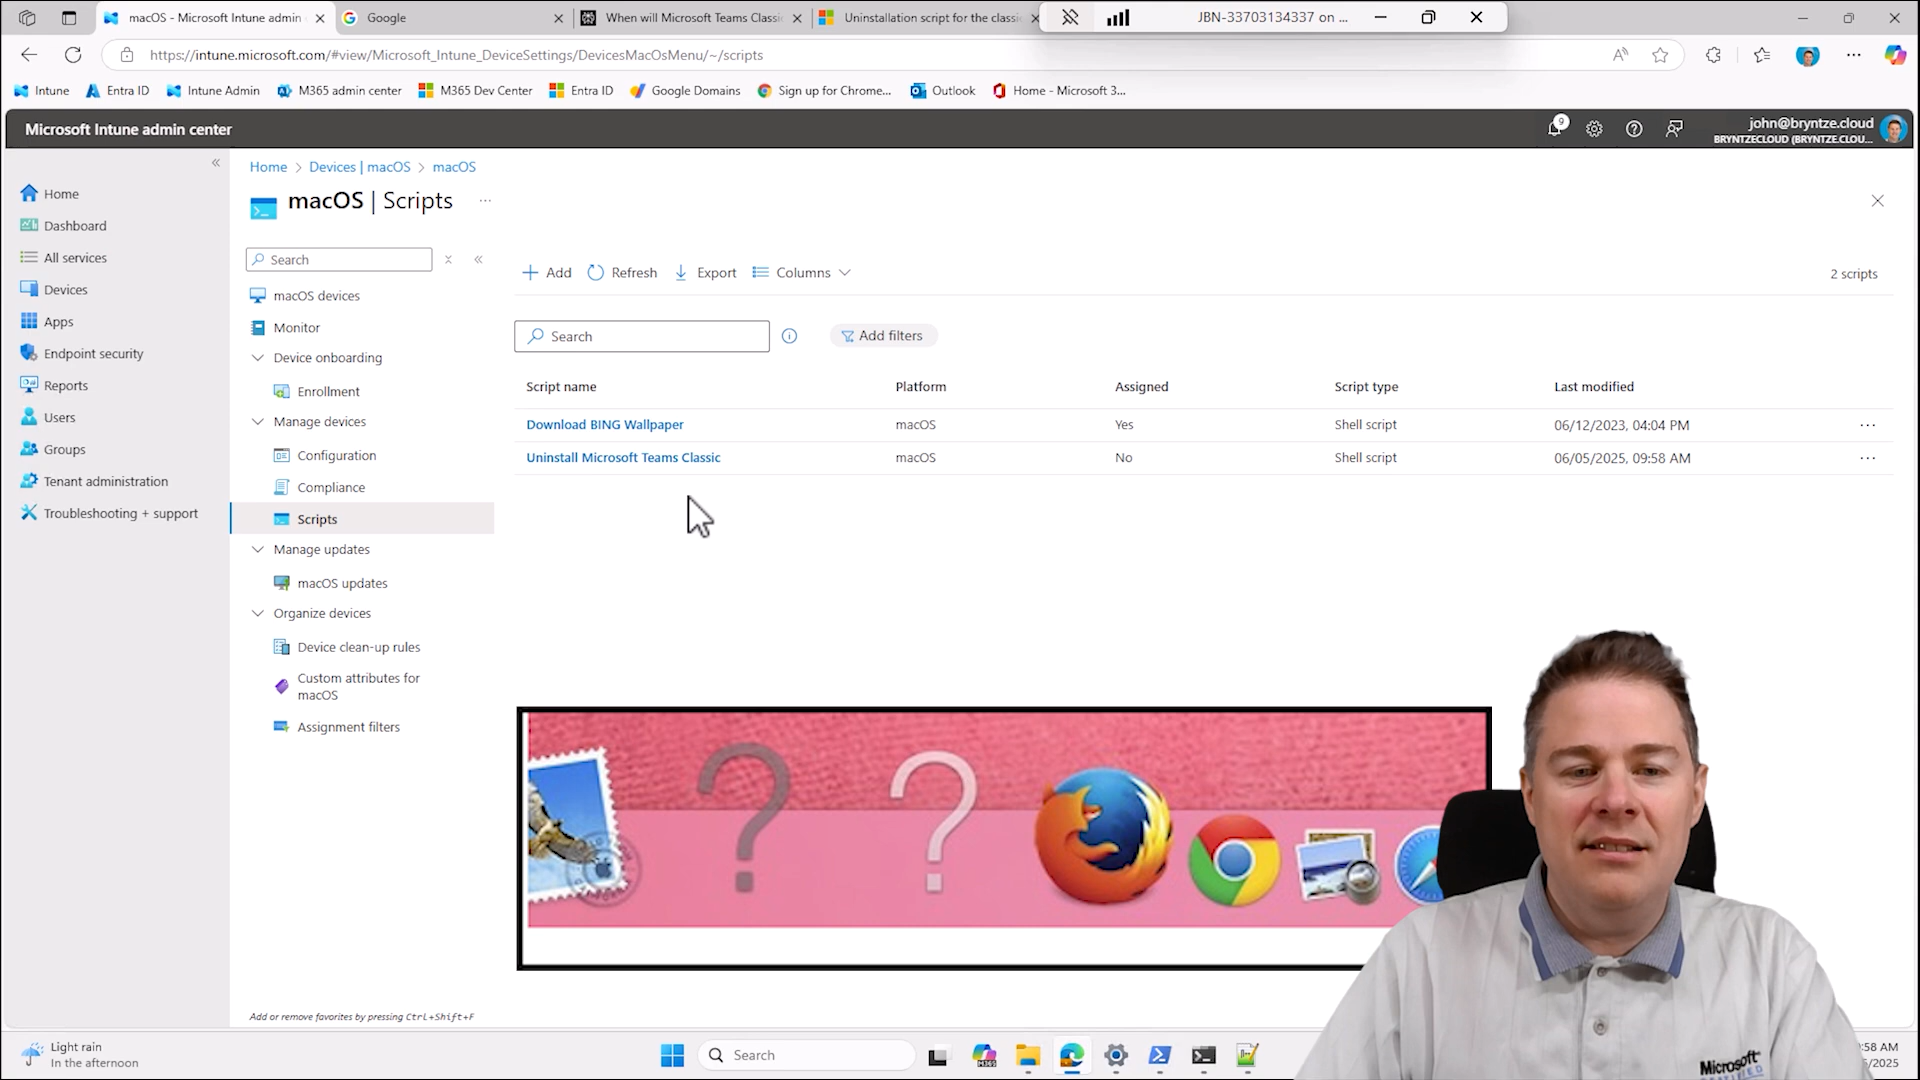 macOS - Microsoft Intune admin
Google
When will Microsoft Teams Classi
Uninstallation script for the classi
JBN-33703134337 on ...
https://intune.microsoft.com/#view/Microsoft_Intune_DeviceSettings/DevicesMacOsMenu/~/scripts
Intune
Entra ID
Intune Admin
M365 admin center
M365 Dev Center
Entra ID
Google Domains
Sign up for Chrome...
Outlook
Home - Microsoft 3...
Microsoft Intune admin center
9
john@bryntze.cloud
BRYNTZECLOUD (BRYNTZE.CLOU...
Home
Dashboard
All services
Devices
Apps
Endpoint security
Reports
Users
Groups
Tenant administration
Troubleshooting + support
Home > Devices | macOS > macOS
macOS | Scripts
Search
macOS devices
Monitor
Device onboarding
Enrollment
Manage devices
Configuration
Compliance
Scripts
Manage updates
macOS updates
Organize devices
Device clean-up rules
Custom attributes for
macOS
Assignment filters
Add or remove favorites by pressing Ctrl+Shift+F
Add
Refresh
Export
Columns
2 scripts
Search
Add filters
Script name Platform Assigned Script type Last modified
Download BING Wallpaper macOS Yes Shell script 06/12/2023, 04:04 PM
Uninstall Microsoft Teams Classic macOS No Shell script 06/05/2025, 09:58 AM
? ?
Microsoft
Light rain
In the afternoon
Search
:58 AM
/2025